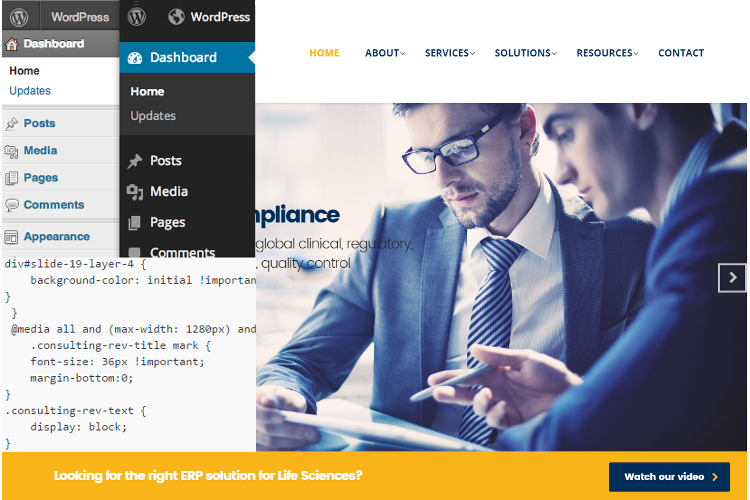 WordPress
Dashboard
Home
Updates
Posts
Media
Pages
Comments
Appearance
WordPress
Dashboard
Home
Updates
Posts
Media
Pages
Comments
HOME
ABOUT
SERVICES
SOLUTIONS
RESOURCES
CONTACT
global clinical, regulatory,
, quality control
div#slide-19-layer-4 {
background-color: initial !importan
}
}
@media all and (max-width: 1280px) and
.consulting-rev-title mark {
font-size: 36px !important;
margin-bottom:0;
}
.consulting-rev-text {
display: block;
}
Looking for the right ERP solution for Life Sciences?
Watch our video